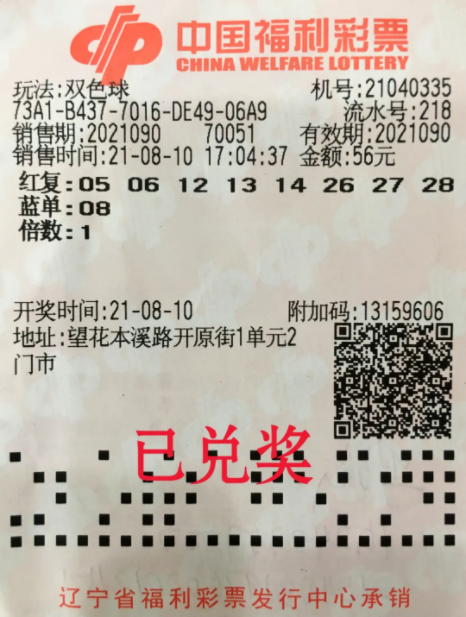 中国福利彩票
CHINA WELFARE LOTTERY
玩法:双色球 机号:21040335
73A1-B437-7016-DE49-06A9 流水号:218
销售期:2021090 70051 有效期:2021090
销售时间:21-08-10 17:04:37 金额:56元
红复:05 06 12 13 14 26 27 28
蓝单:08
倍数:1
开奖时间:21-08-10 附加码:13159606
地址:望花本溪路开原街1单元2
门市
已兑奖
辽宁省福利彩票发行中心承销